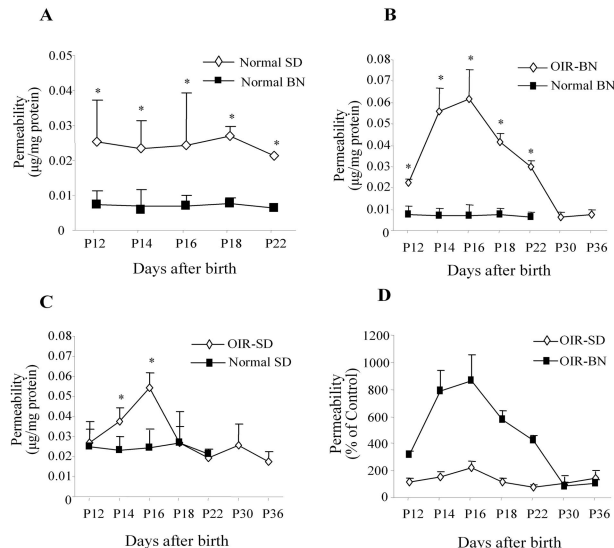 A
Permeability
(µg/mg protein)
0.05
0.04
0.03
0.02
0.01
0
Normal SD
Normal BN
* * * * *
P12 P14 P16 P18 P22
Days after birth
B
Permeability
(µg/mg protein)
0.08
0.07
0.06
0.05
0.04
0.03
0.02
0.01
0
OIR-BN
Normal BN
* * * * *
P12 P14 P16 P18 P22 P30 P36
Days after birth
C
Permeability
(µg/mg protein)
0.08
0.07
0.06
0.05
0.04
0.03
0.02
0.01
0
OIR-SD
Normal SD
* *
P12 P14 P16 P18 P22 P30 P36
Days after birth
D
Permeability
(% of Control)
1200
1000
800
600
400
200
0
OIR-SD
OIR-BN
P12 P14 P16 P18 P22 P30 P36
Days after birth